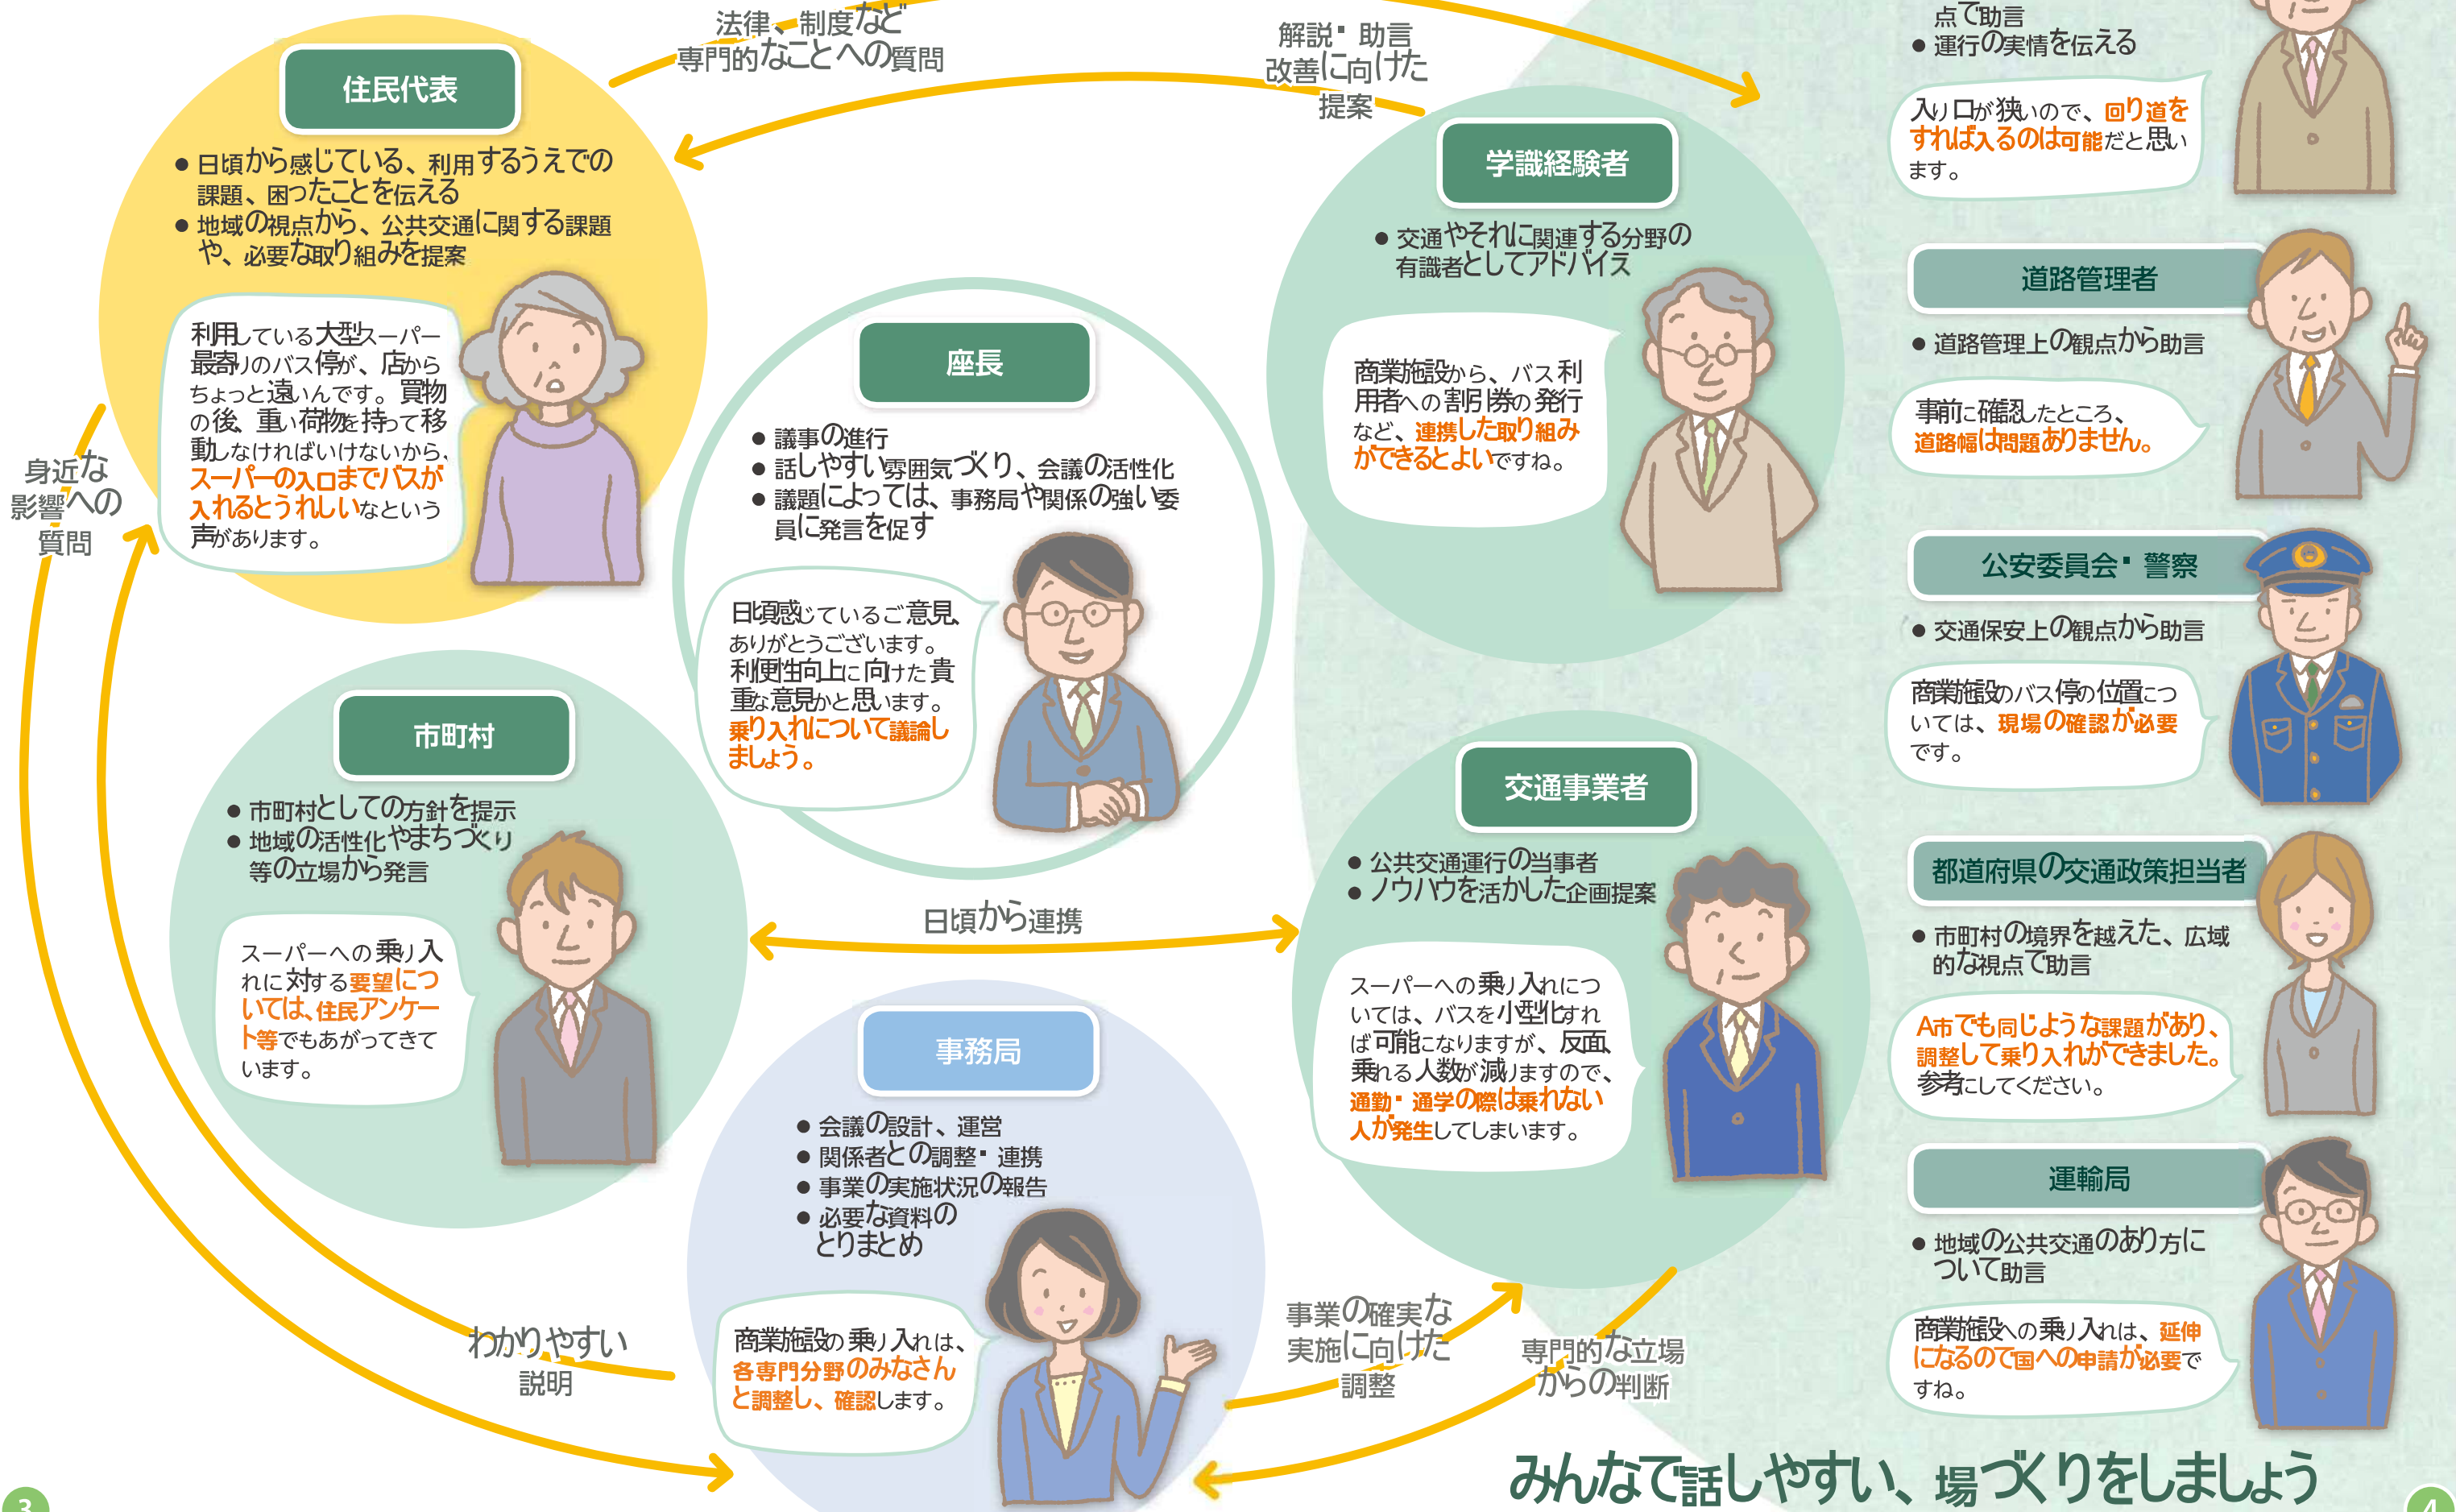 法律、制度など
専門的なことへの質問
解説・助言
改善に向けた
提案
住民代表
● 日頃から感じている、利用するうえでの
課題、困ったことを伝える
● 地域の視点から、公共交通に関する課題
や、必要な取り組みを提案
利用している大型スーパー
最寄りのバス停が、店から
ちょっと遠いんです。買物
の後、重い荷物を持って移
動しなければいけないから、
スーパーの入口までバスが
入れるとうれしいなという
声があります。
身近な
影響への
質問
座長
● 議事の進行
● 話しやすい雰囲気づくり、会議の活性化
● 議題によっては、事務局や関係の強い委
員に発言を促す
日頃感じているご意見、
ありがとうございます。
利便性向上に向けた貴
重な意見かと思います。
乗り入れについて議論し
ましょう。
学識経験者
● 交通やそれに関連する分野の
有識者としてアドバイス
商業施設から、バス利
用者への割引券の発行
など、連携した取り組み
ができるとよいですね。
市町村
● 市町村としての方針を提示
● 地域の活性化やまちづくり
等の立場から発言
スーパーへの乗り入
れに対する要望につ
いては、住民アンケー
ト等でもあがってきて
います。
日頃から連携
交通事業者
● 公共交通運行の当事者
● ノウハウを活かした企画提案
スーパーへの乗り入れにつ
いては、バスを小型化すれ
ば可能になりますが、反面、
乗れる人数が減りますので、
通勤・通学の際は乗れない
人が発生してしまいます。
事務局
● 会議の設計、運営
● 関係者との調整・連携
● 事業の実施状況の報告
● 必要な資料の
とりまとめ
商業施設の乗り入れは、
各専門分野のみなさん
と調整し、確認します。
わかりやすい
説明
事業の確実な
実施に向けた
調整
専門的な立場
からの判断
点で助言
● 運行の実情を伝える
入り口が狭いので、回り道を
すれば入るのは可能だと思い
ます。
道路管理者
● 道路管理上の観点から助言
事前に確認したところ、
道路幅は問題ありません。
公安委員会・警察
● 交通保安上の観点から助言
商業施設のバス停の位置につ
いては、現場の確認が必要
です。
都道府県の交通政策担当者
● 市町村の境界を越えた、広域
的な視点で助言
A市でも同じような課題があり、
調整して乗り入れができました。
参考にしてください。
運輸局
● 地域の公共交通のあり方に
ついて助言
商業施設への乗り入れは、延伸
になるので国への申請が必要で
すね。
みんなで話しやすい、場づくりをしましょう
3
4